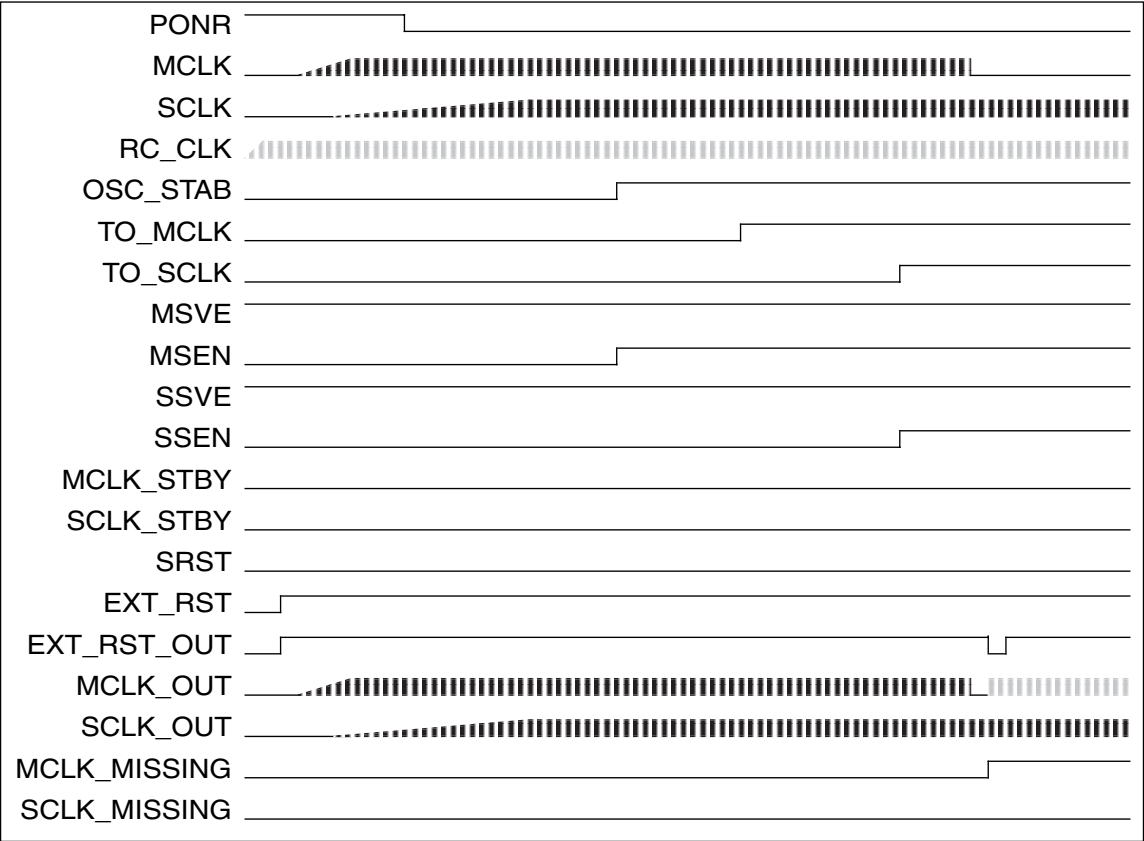 PONR
MCLK
SCLK
RC_CLK
OSC_STAB
TO_MCLK
TO_SCLK
MSVE
MSEN
SSVE
SSEN
MCLK_STBY
SCLK_STBY
SRST
EXT_RST
EXT_RST_OUT
MCLK_OUT
SCLK_OUT
MCLK_MISSING
SCLK_MISSING